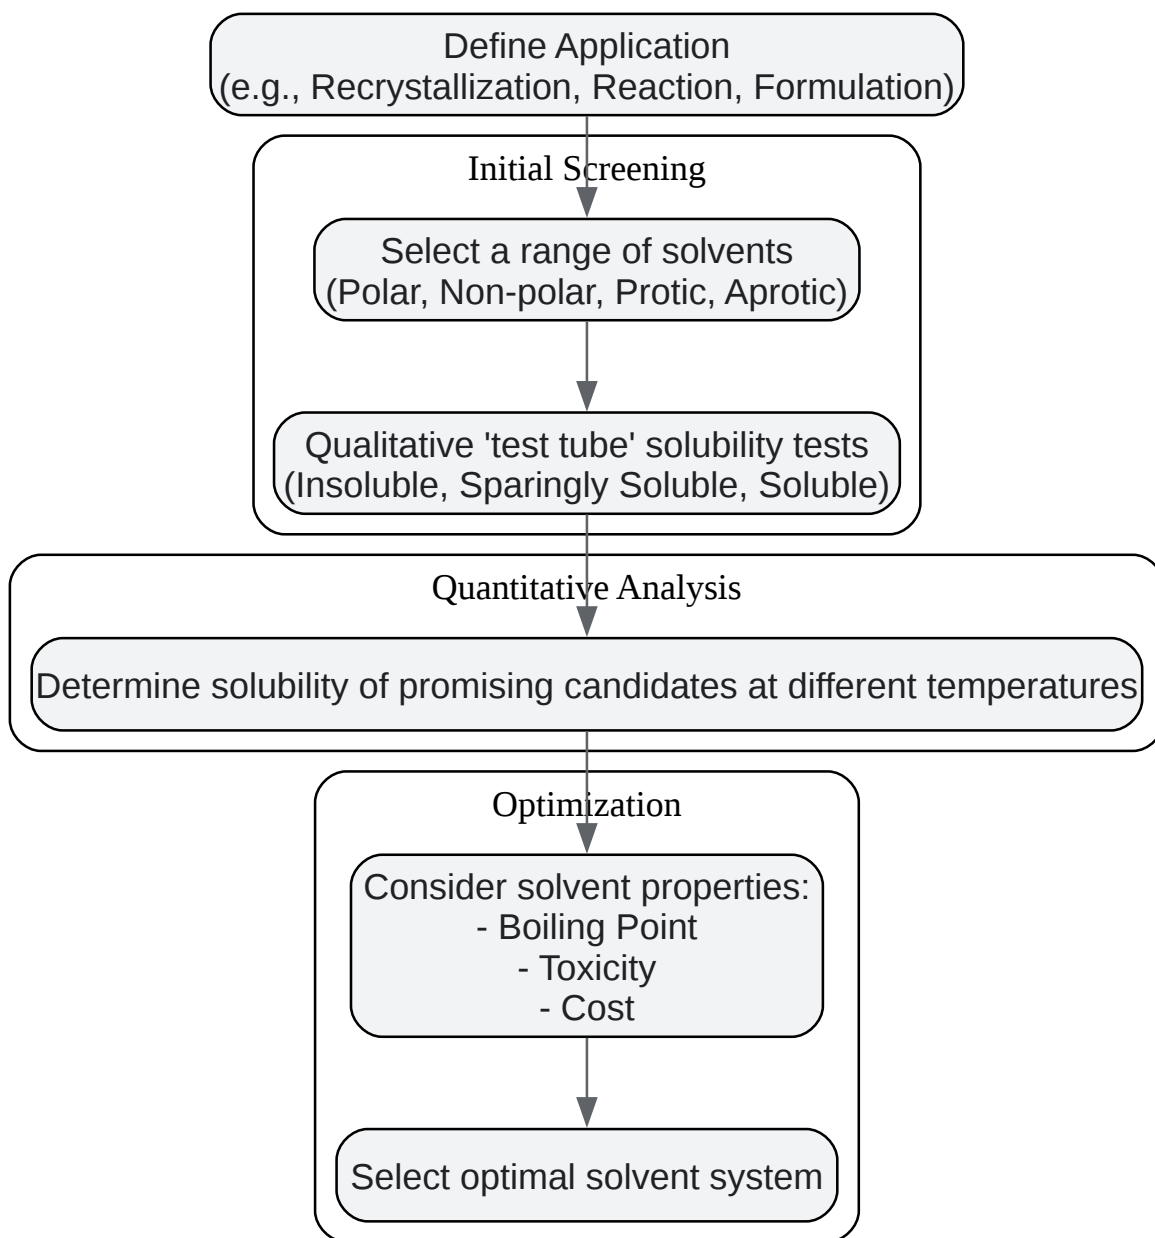 Define Application
(e.g., Recrystallization, Reaction, Formulation)
Initial Screening
Select a range of solvents
(Polar, Non-polar, Protic, Aprotic)
Qualitative 'test tube' solubility tests
(Insoluble, Sparingly Soluble, Soluble)
Quantitative Analysis
Determine solubility of promising candidates at different temperatures
Optimization
Consider solvent properties:
- Boiling Point
- Toxicity
- Cost
Select optimal solvent system